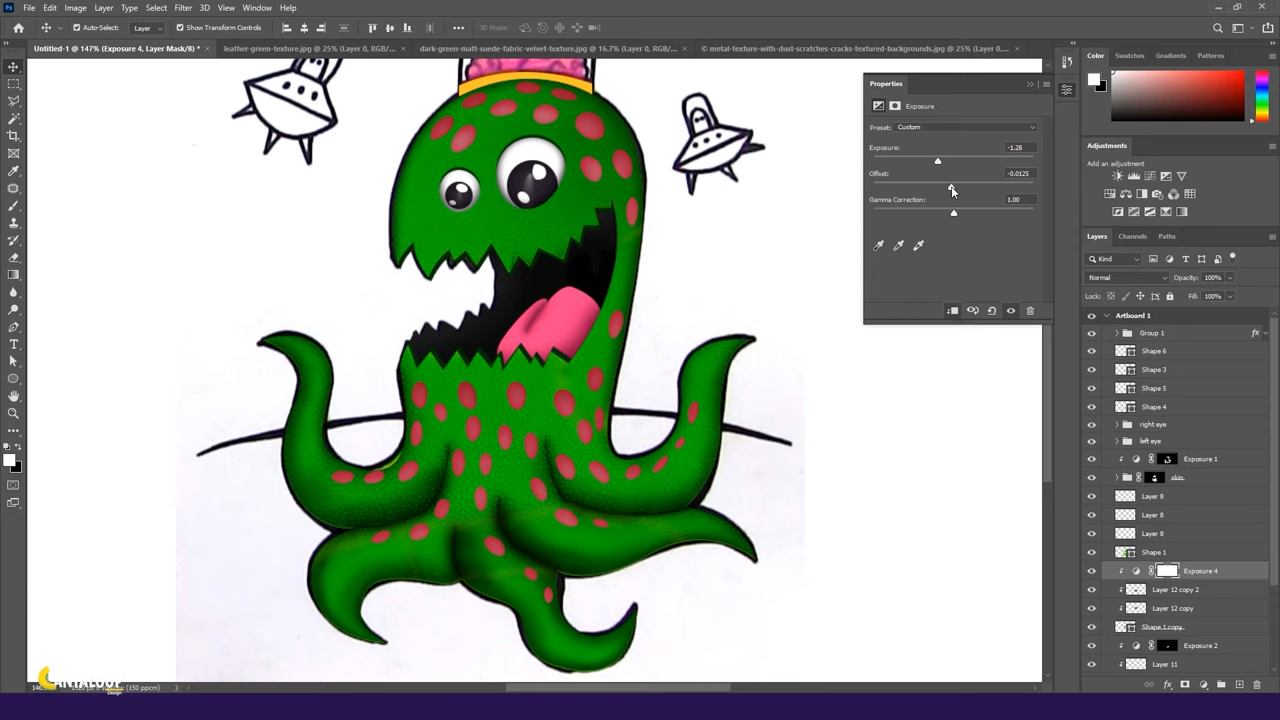 Ps File Edit Image Layer Type Select Filter 3D View Window Help
Auto-Select: Layer Show Transform Controls 3D Mode:
Untitled-1 @ 147% (Exposure 4, Layer Mask/8) * × leather-green-texture.jpg @ 25% (Layer 0, RGB/... × dark-green-matt-suede-fabric-velvet-texture.jpg @ 16.7% (Layer 0, RGB/... × © metal-texture-with-dust-scratches-cracks-textured-backgrounds.jpg @ 25% (Layer 0,... ×
Properties
Exposure
Preset: Custom
Exposure: -1.28
Offset: -0.0125
Gamma Correction: 1.00
Color Swatches Gradients Patterns
Adjustments
Add an adjustment
Layers Channels Paths
Kind
Normal Opacity: 100%
Lock: Fill: 100%
Artboard 1
Group 1 fx
Shape 6
Shape 3
Shape 5
Shape 4
right eye
left eye
Exposure 1
skin
Layer 8
Layer 8
Layer 8
Shape 1
Exposure 4
Layer 12 copy 2
Layer 12 copy
Shape 1 copy
Exposure 2
Layer 11
fx
(150 ppcm)
CANTALOUP
Design